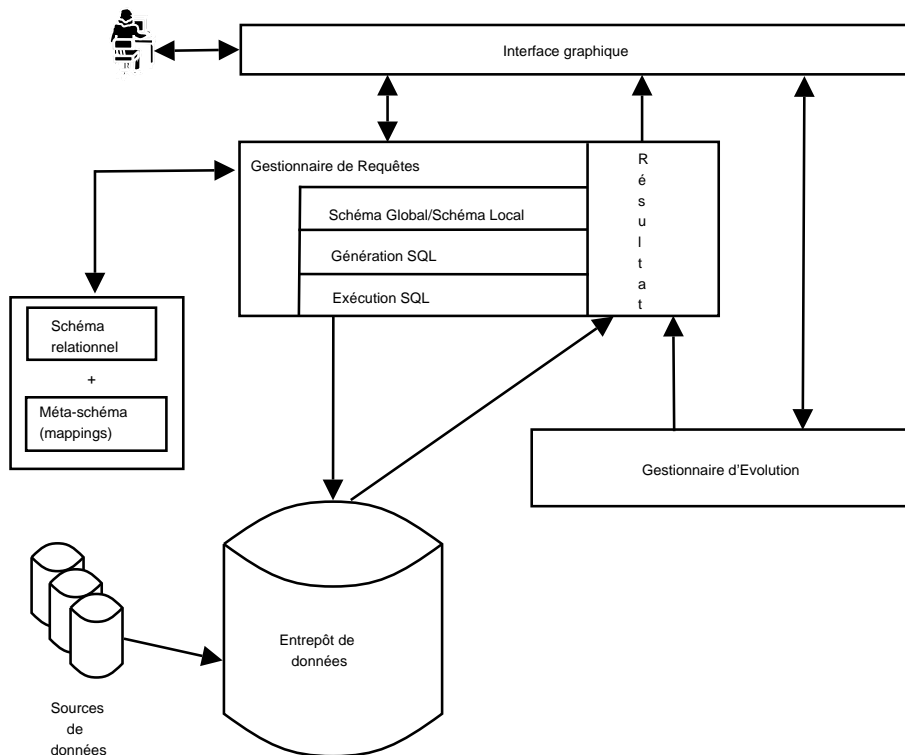 Interface graphique
Gestionnaire de Requêtes
Schéma Global/Schéma Local
Génération SQL
Exécution SQL
R
é
s
u
l
t
a
t
Schéma
relationnel
+
Méta-schéma
(mappings)
Gestionnaire d'Evolution
Entrepôt de
données
Sources
de
données